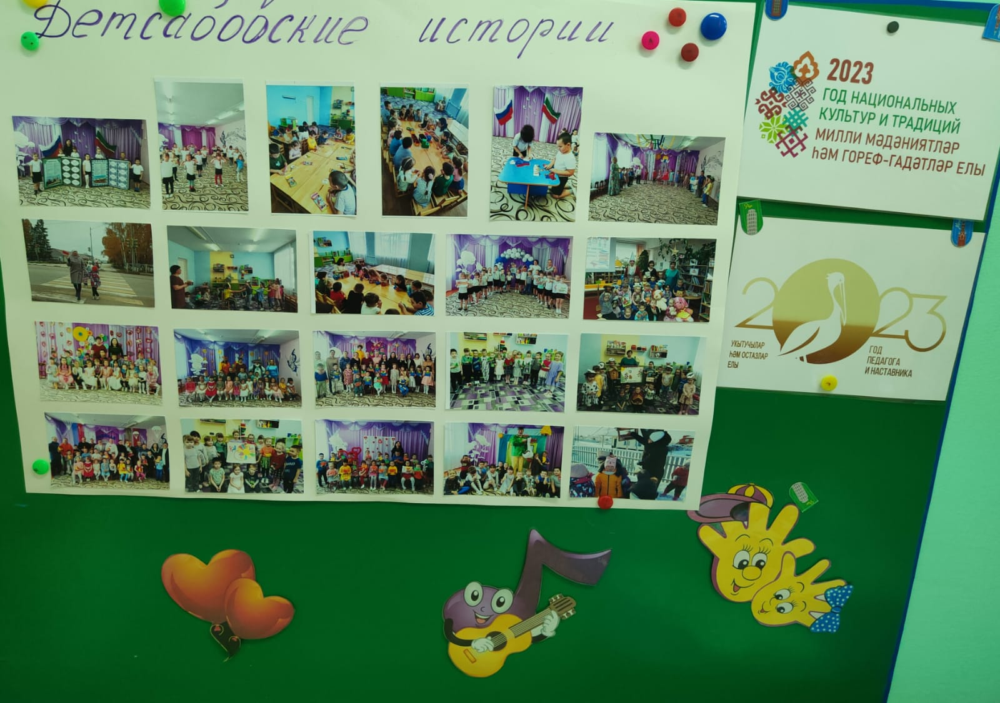 Детсадовские истории
2023
ГОД НАЦИОНАЛЬНЫХ
КУЛЬТУР И ТРАДИЦИЙ
МИЛЛИ МӘДӘНИЯТЛӘР
ҺӘМ ГОРЕФ-ГАДӘТЛӘР ЕЛЫ
2023
УКЫТУЧЫЛАР
ҺӘМ ОСТАЗЛАР
ЕЛЫ
ГОД
ПЕДАГОГА
И НАСТАВНИКА